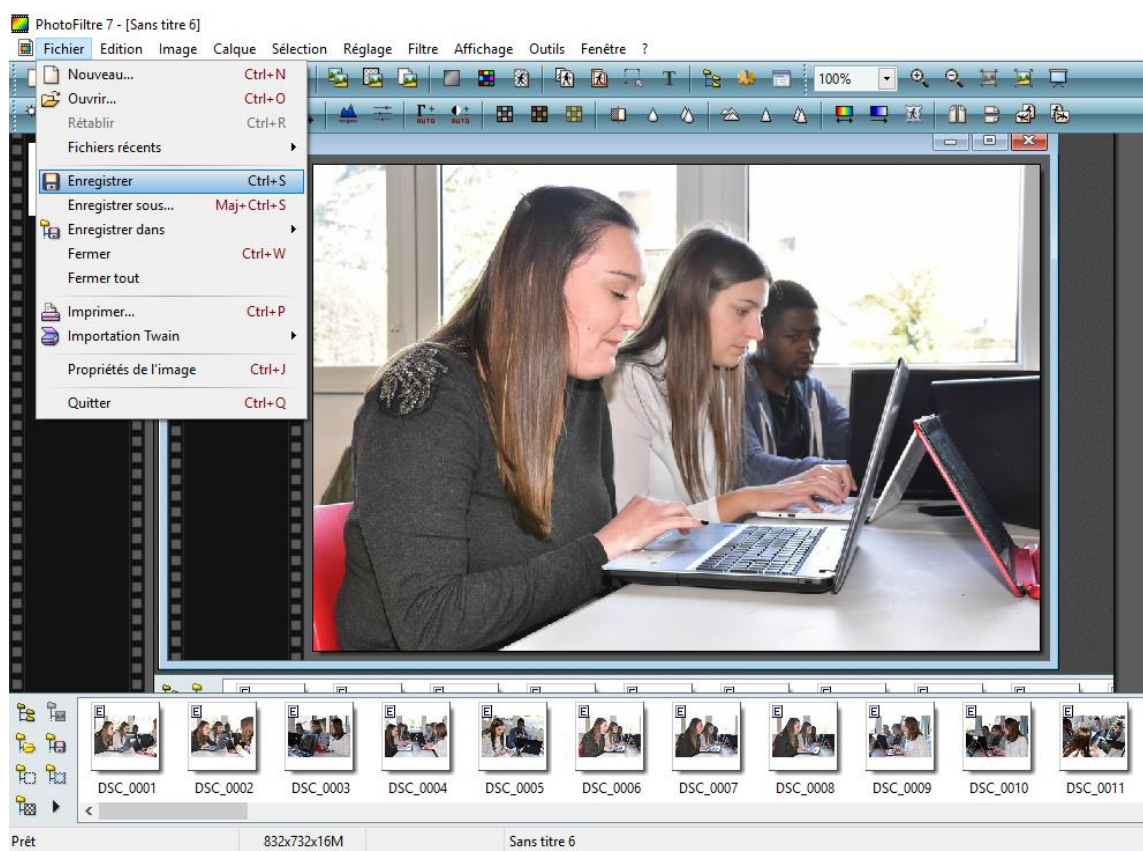 PhotoFiltre 7 - [Sans titre 6]
Fichier Edition Image Calque Sélection Réglage Filtre Affichage Outils Fenêtre ?
Nouveau... Ctrl+N
100%
Ouvrir... Ctrl+O
Rétablir Ctrl+R
AUTO AUTO
Fichiers récents
Enregistrer Ctrl+S
Enregistrer sous... Maj+Ctrl+S
Enregistrer dans
Fermer Ctrl+W
Fermer tout
Imprimer... Ctrl+P
Importation Twain
Propriétés de l'image Ctrl+J
Quitter Ctrl+Q
E E E E E E E E E E E
DSC_0001 DSC_0002 DSC_0003 DSC_0004 DSC_0005 DSC_0006 DSC_0007 DSC_0008 DSC_0009 DSC_0010 DSC_0011
Prêt 832x732x16M Sans titre 6